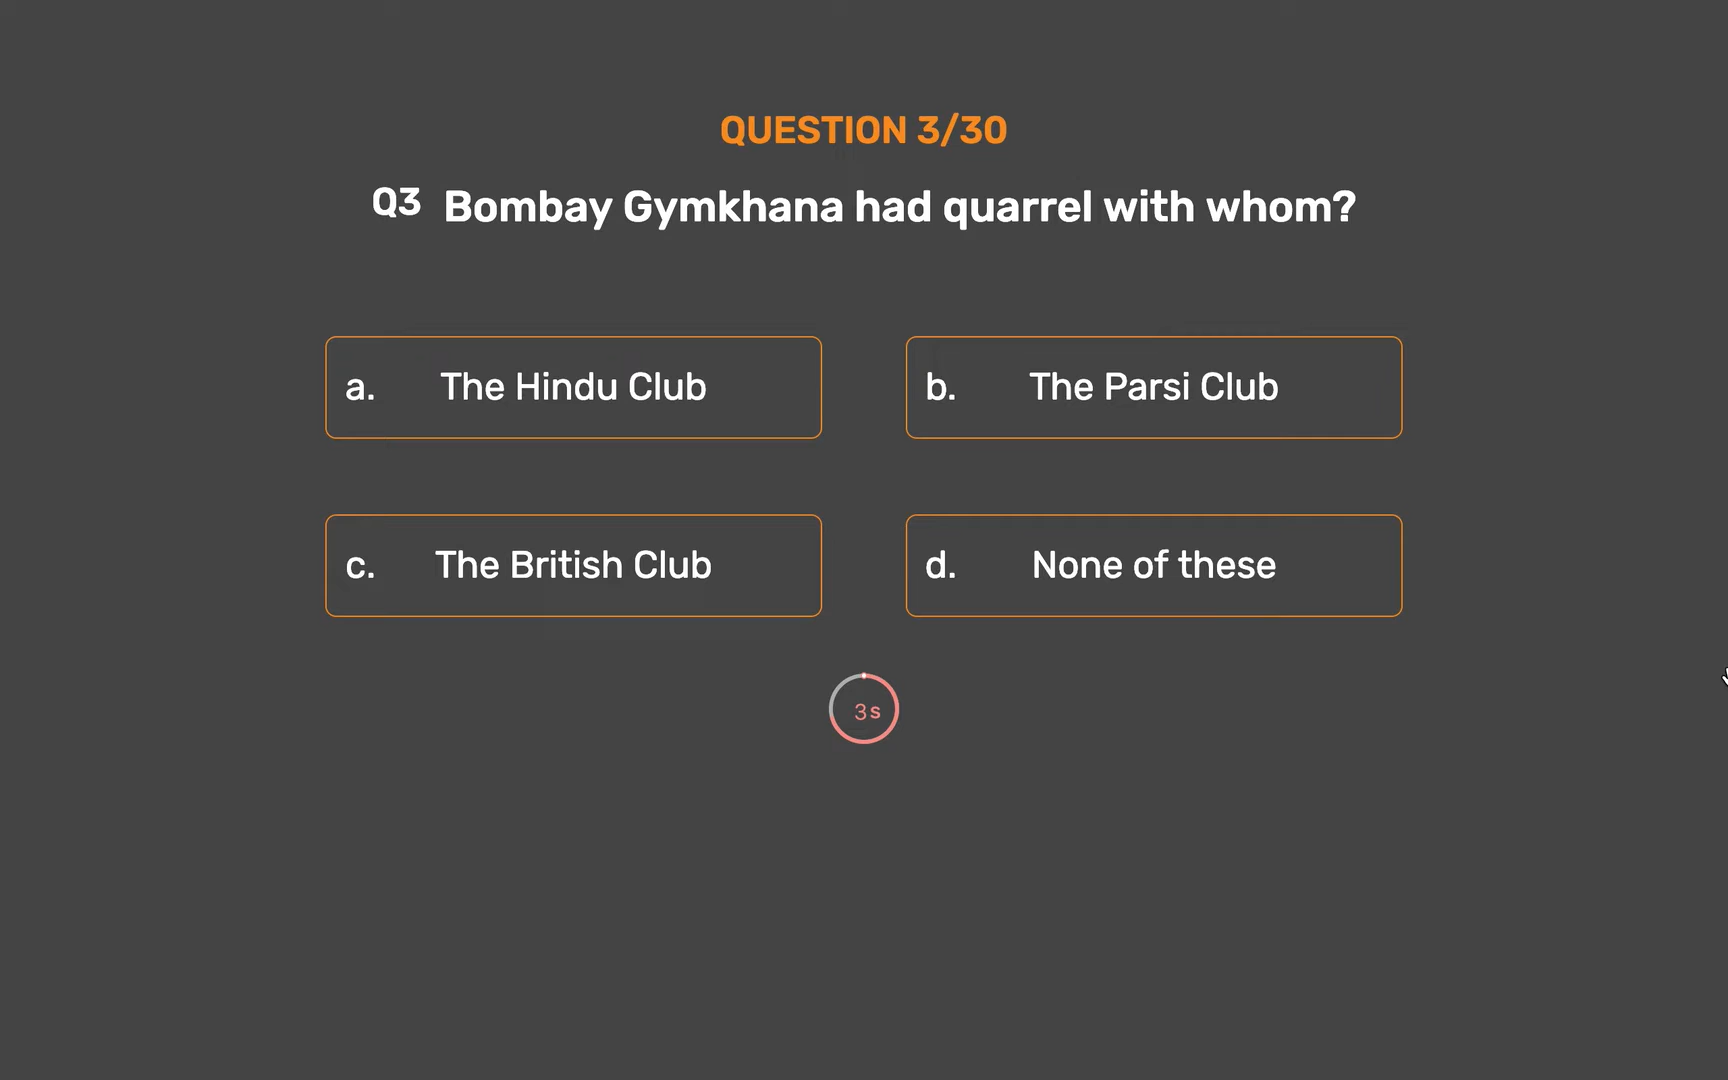 QUESTION 3/30
Q3 Bombay Gymkhana had quarrel with whom?
a. The Hindu Club
b. The Parsi Club
c. The British Club
d. None of these
3s